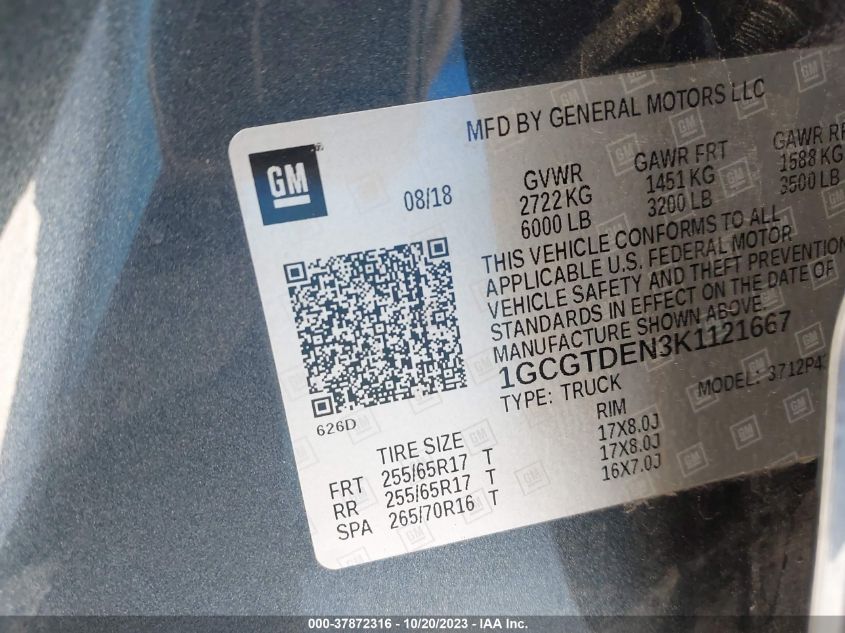 MFD BY GENERAL MOTORS LLC
GM
08/18
GVWR
2722 KG
6000 LB
GAWR FRT
1451 KG
3200 LB
GAWR
1588 KG
3500 LB
THIS VEHICLE CONFORMS TO ALL
APPLICABLE U.S. FEDERAL MOTOR
VEHICLE SAFETY AND THEFT PREVENTION
STANDARDS IN EFFECT ON THE DATE OF
MANUFACTURE SHOWN ABOVE
1GCGTDEN3K1121667
TYPE: TRUCK MODEL:
626D
TIRE SIZE RIM
FRT 255/65R17 T 17X8.0J
RR 255/65R17 T 17X8.0J
SPA 265/70R16 T 16X7.0J
000-37872316 - 10/20/2023 - IAA Inc.